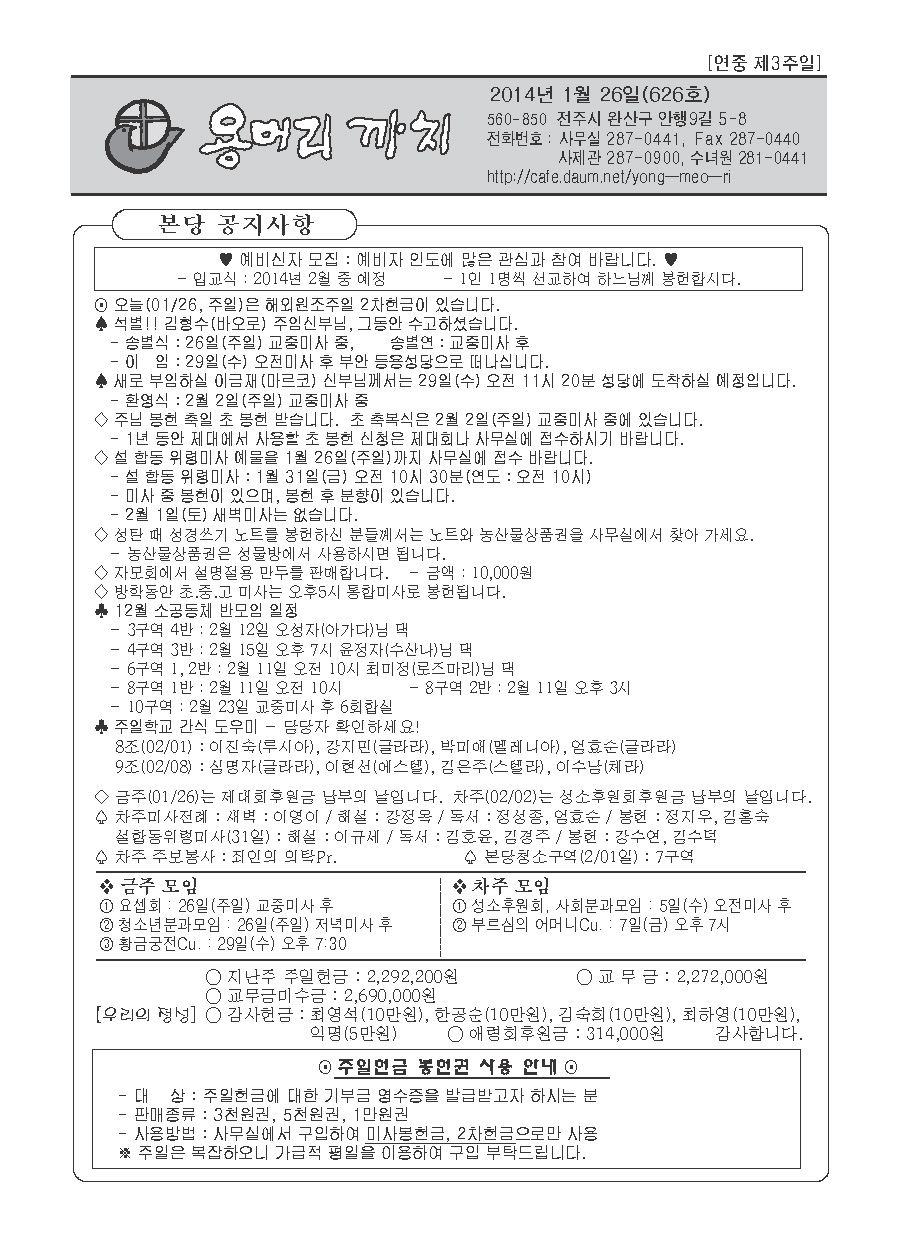 [연중 제3주일]
용머리 까치
2014년 1월 26일(626호)
560-850 전주시 완산구 안행9길 5-8
전화번호 : 사무실 287-0441, Fax 287-0440
사제관 287-0900, 수녀원 281-0441
http://cafe.daum.net/yong—meo—ri
본당 공지사항
♥ 예비신자 모집 : 예비자 인도에 많은 관심과 참여 바랍니다. ♥
- 입교식 : 2014년 2월 중 예정 - 1인 1명씩 선교하여 하느님께 봉헌합시다.
⊙ 오늘(01/26, 주일)은 해외원조주일 2차헌금이 있습니다.
♠ 석별!! 김형수(바오로) 주임신부님, 그동안 수고하셨습니다.
- 송별식 : 26일(주일) 교중미사 중, 송별연 : 교중미사 후
- 이 임 : 29일(수) 오전미사 후 부안 등용성당으로 떠나십니다.
♠ 새로 부임하실 이금재(마르코) 신부님께서는 29일(수) 오전 11시 20분 성당에 도착하실 예정입니다.
- 환영식 : 2월 2일(주일) 교중미사 중
◇ 주님 봉헌 축일 초 봉헌 받습니다. 초 축복식은 2월 2일(주일) 교중미사 중에 있습니다.
- 1년 동안 제대에서 사용할 초 봉헌 신청은 제대회나 사무실에 접수하시기 바랍니다.
◇ 설 합동 위령미사 예물을 1월 26일(주일)까지 사무실에 접수 바랍니다.
- 설 합동 위령미사 : 1월 31일(금) 오전 10시 30분(연도 : 오전 10시)
- 미사 중 봉헌이 있으며, 봉헌 후 분향이 있습니다.
- 2월 1일(토) 새벽미사는 없습니다.
◇ 성탄 때 성경쓰기 노트를 봉헌하신 분들께서는 노트와 농산물상품권을 사무실에서 찾아 가세요.
- 농산물상품권은 성물방에서 사용하시면 됩니다.
◇ 자모회에서 설명절용 만두를 판매합니다. - 금액 : 10,000원
◇ 방학동안 초.중.고 미사는 오후5시 통합미사로 봉헌됩니다.
♣ 12월 소공동체 반모임 일정
- 3구역 4반 : 2월 12일 오성자(아가다)님 댁
- 4구역 3반 : 2월 15일 오후 7시 윤정자(수산나)님 댁
- 6구역 1, 2반 : 2월 11일 오전 10시 최미정(로즈마리)님 댁
- 8구역 1반 : 2월 11일 오전 10시 - 8구역 2반 : 2월 11일 오후 3시
- 10구역 : 2월 23일 교중미사 후 6회합실
♣ 주일학교 간식 도우미 - 담당자 확인하세요!
8조(02/01) : 이진숙(루시아), 강지민(글라라), 박미애(멜레니아), 엄효순(글라라)
9조(02/08) : 심명자(글라라), 이현선(에스텔), 김은주(스텔라), 이수남(체라)
◇ 금주(01/26)는 제대회후원금 납부의 날입니다. 차주(02/02)는 성소후원회후원금 납부의 날입니다.
♤ 차주미사전례 : 새벽 : 이영이 / 해설 : 강정옥 / 독서 : 정성종, 엄효순 / 봉헌 : 정지우, 김홍숙
설합동위령미사(31일) : 해설 : 이규세 / 독서 : 김호윤, 김경주 / 봉헌 : 강수연, 김수덕
♤ 차주 주보봉사 : 죄인의 의탁Pr. ♤ 본당청소구역(2/01일) : 7구역
❖ 금주 모임
① 요셉회 : 26일(주일) 교중미사 후
② 청소년분과모임 : 26일(주일) 저녁미사 후
③ 황금궁전Cu. : 29일(수) 오후 7:30
❖ 차주 모임
① 성소후원회, 사회분과모임 : 5일(수) 오전미사 후
② 부르심의 어머니Cu. : 7일(금) 오후 7시
○ 지난주 주일헌금 : 2,292,200원 ○ 교 무 금 : 2,272,000원
○ 교무금미수금 : 2,690,000원
[우리의 정성] ○ 감사헌금 : 최영석(10만원), 한공순(10만원), 김숙희(10만원), 최하영(10만원),
익명(5만원) ○ 애령회후원금 : 314,000원 감사합니다.
⊙ 주일헌금 봉헌권 사용 안내 ⊙
- 대 상 : 주일헌금에 대한 기부금 영수증을 발급받고자 하시는 분
- 판매종류 : 3천원권, 5천원권, 1만원권
- 사용방법 : 사무실에서 구입하여 미사봉헌금, 2차헌금으로만 사용
※ 주일은 복잡하오니 가급적 평일을 이용하여 구입 부탁드립니다.